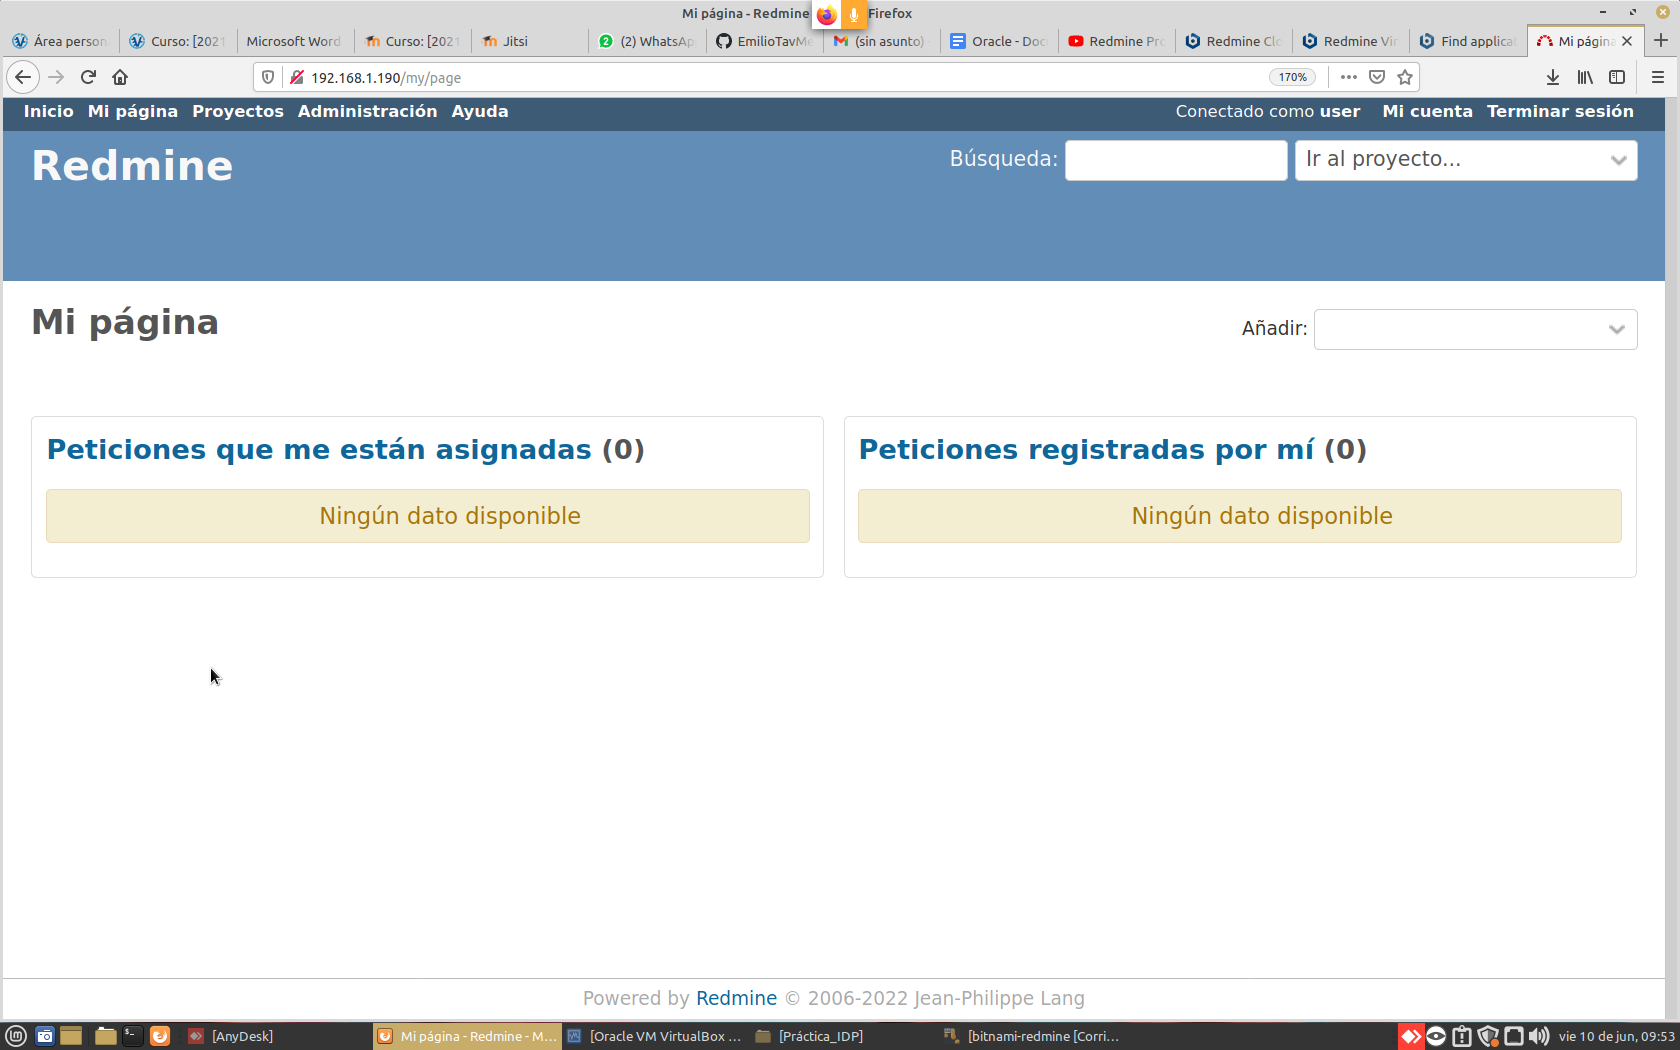 Mi página - Redmine
Firefox
Área person
Curso: [2021
Microsoft Word
Curso: [2021
Jitsi
(2) WhatsAp
EmilioTavMe
(sin asunto)
Oracle - Doc
Redmine Pr
Redmine Clo
Redmine Vir
Find applica
Mi página
192.168.1.190/my/page
170%
Inicio Mi página Proyectos Administración Ayuda
Conectado como user Mi cuenta Terminar sesión
Redmine
Búsqueda:
Ir al proyecto...
Mi página
Añadir:
Peticiones que me están asignadas (0)
Ningún dato disponible
Peticiones registradas por mí (0)
Ningún dato disponible
Powered by Redmine © 2006-2022 Jean-Philippe Lang
[AnyDesk]
Mi página - Redmine - M...
[Oracle VM VirtualBox ...
[Práctica_IDP]
[bitnami-redmine [Corri...
vie 10 de jun, 09:53